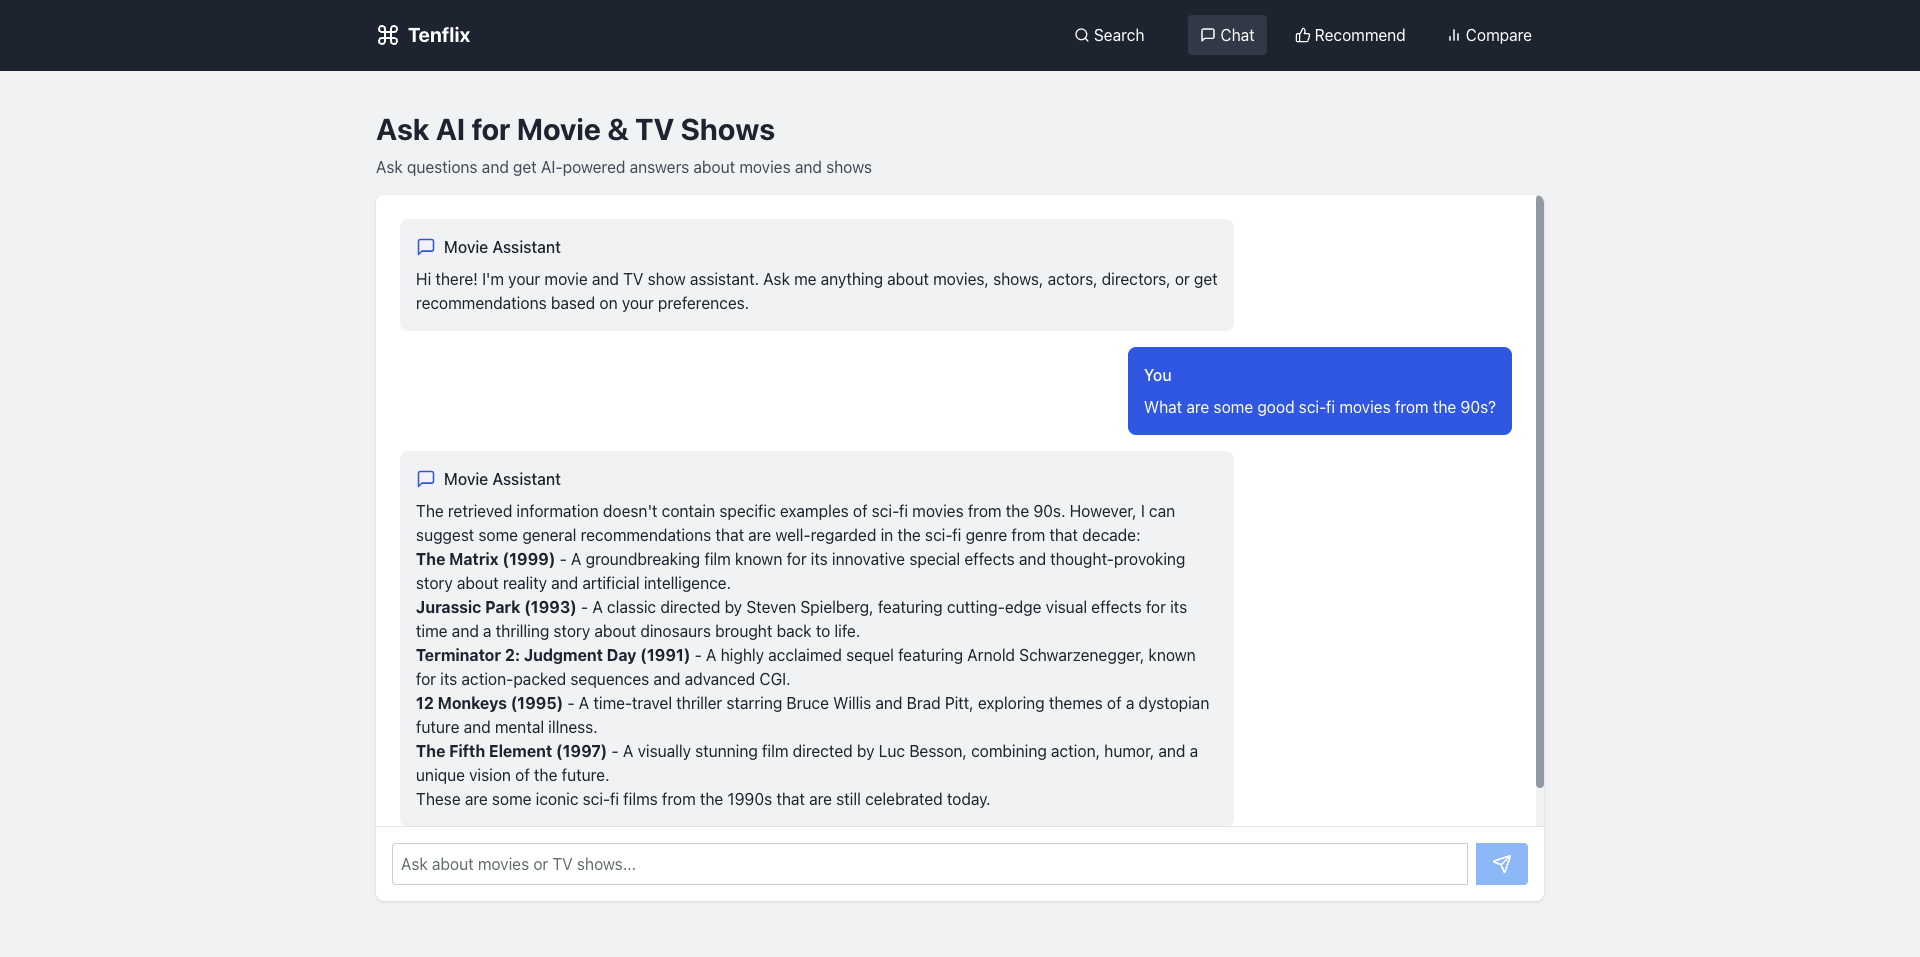 Tenflix
Search
Chat
Recommend
Compare
Ask AI for Movie & TV Shows
Ask questions and get AI-powered answers about movies and shows
Movie Assistant
Hi there! I'm your movie and TV show assistant. Ask me anything about movies, shows, actors, directors, or get
recommendations based on your preferences.
You
What are some good sci-fi movies from the 90s?
Movie Assistant
The retrieved information doesn't contain specific examples of sci-fi movies from the 90s. However, I can
suggest some general recommendations that are well-regarded in the sci-fi genre from that decade:
The Matrix (1999) - A groundbreaking film known for its innovative special effects and thought-provoking
story about reality and artificial intelligence.
Jurassic Park (1993) - A classic directed by Steven Spielberg, featuring cutting-edge visual effects for its
time and a thrilling story about dinosaurs brought back to life.
Terminator 2: Judgment Day (1991) - A highly acclaimed sequel featuring Arnold Schwarzenegger, known
for its action-packed sequences and advanced CGI.
12 Monkeys (1995) - A time-travel thriller starring Bruce Willis and Brad Pitt, exploring themes of a dystopian
future and mental illness.
The Fifth Element (1997) - A visually stunning film directed by Luc Besson, combining action, humor, and a
unique vision of the future.
These are some iconic sci-fi films from the 1990s that are still celebrated today.
Ask about movies or TV shows...